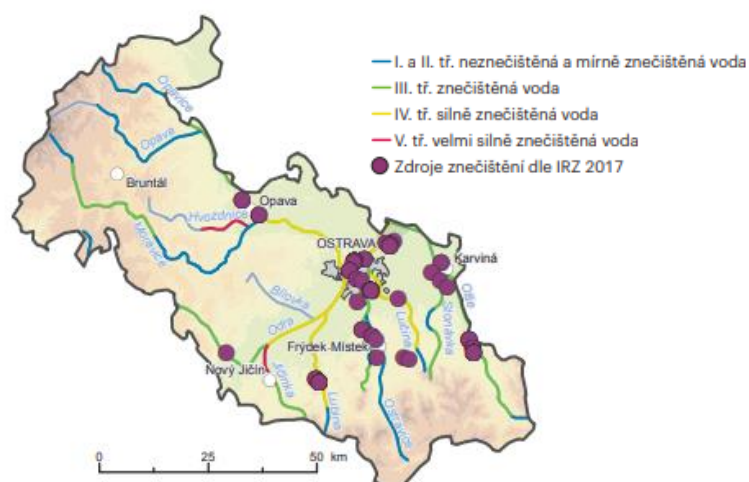 I. a II. tř. neznečištěná a mírně znečištěná voda
III. tř. znečištěná voda
IV. tř. silně znečištěná voda
V. tř. velmi silně znečištěná voda
Zdroje znečištění dle IRZ 2017
Opavice
Opava
Bruntál
Opava
Hvozdnice
Moravice
OSTRAVA
Karviná
Olše
Stonávka
Bílovka
Lučina
Odra
Frýdek-Místek
Nový Jičín
Jičínka
Lubina
Ostravice
0 25 50 km